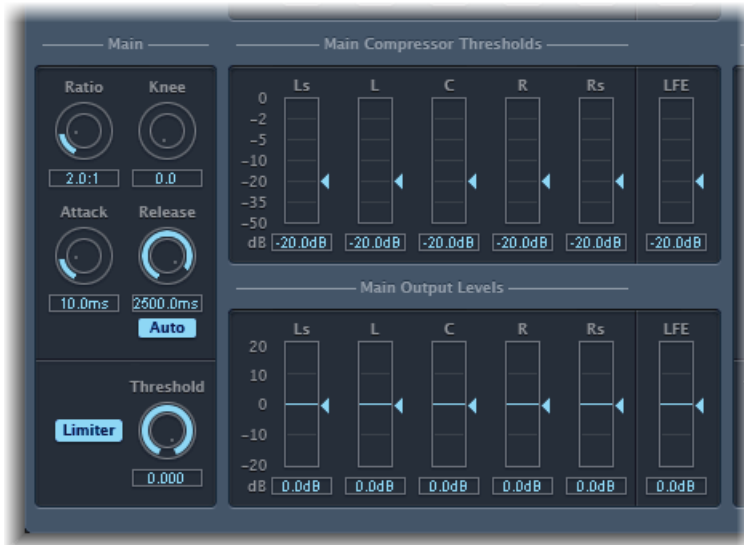 Main
Ratio Knee
2.0:1 0.0
Attack Release
10.0ms 2500.0ms
Auto
Threshold
Limiter
0.000
Main Compressor Thresholds
Ls L C R Rs LFE
0
-2
-5
-10
-20
-35
-50
dB -20.0dB -20.0dB -20.0dB -20.0dB -20.0dB -20.0dB
Main Output Levels
Ls L C R Rs LFE
20
10
0
-10
-20
dB 0.0dB 0.0dB 0.0dB 0.0dB 0.0dB 0.0dB